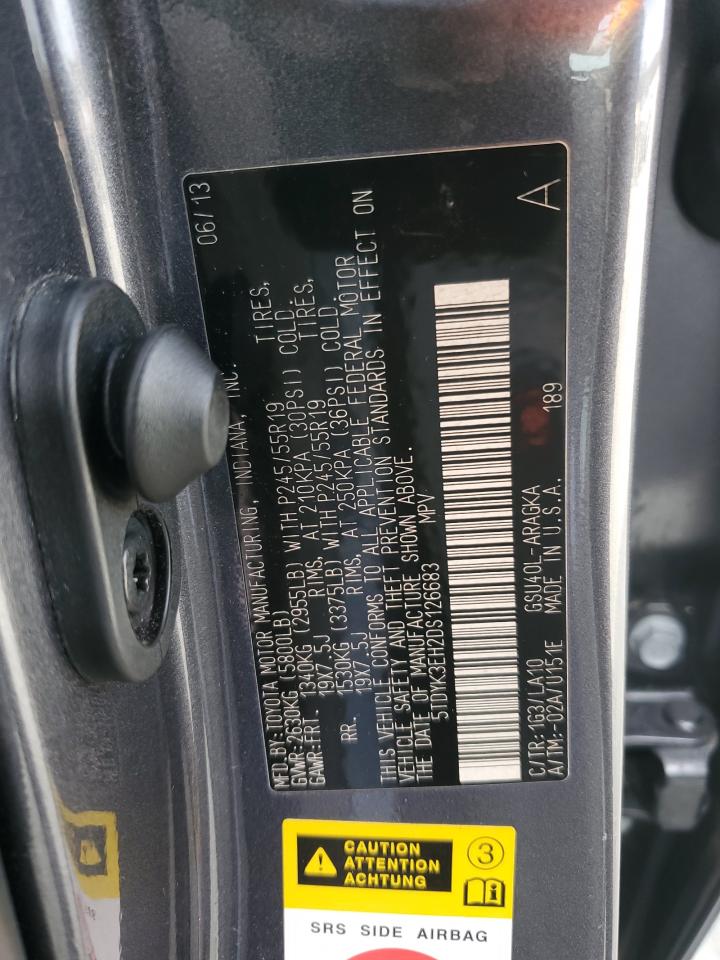 06/13
MFD BY:TOYOTA MOTOR MANUFACTURING, INDIANA, INC.
GVWR:2630KG (5800LB)
GAWR:FRT. 1340KG (2955LB) WITH P245/55R19 TIRES,
19X7.5J RIMS, AT 210KPA (30PSI) COLD.
RR. 1530KG (3375LB) WITH P245/55R19 TIRES,
19X7.5J RIMS, AT 250KPA (36PSI) COLD.
THIS VEHICLE CONFORMS TO ALL APPLICABLE FEDERAL MOTOR
VEHICLE SAFETY AND THEFT PREVENTION STANDARDS IN EFFECT ON
THE DATE OF MANUFACTURE SHOWN ABOVE.
5TDYK3EH2DS126683 MPV
C/TR:1G3/LA10 GSU40L-ARAGKA 189
A/TM:-02A/U151E MADE IN U.S.A.
A
CAUTION
ATTENTION
ACHTUNG
3
SRS SIDE AIRBAG